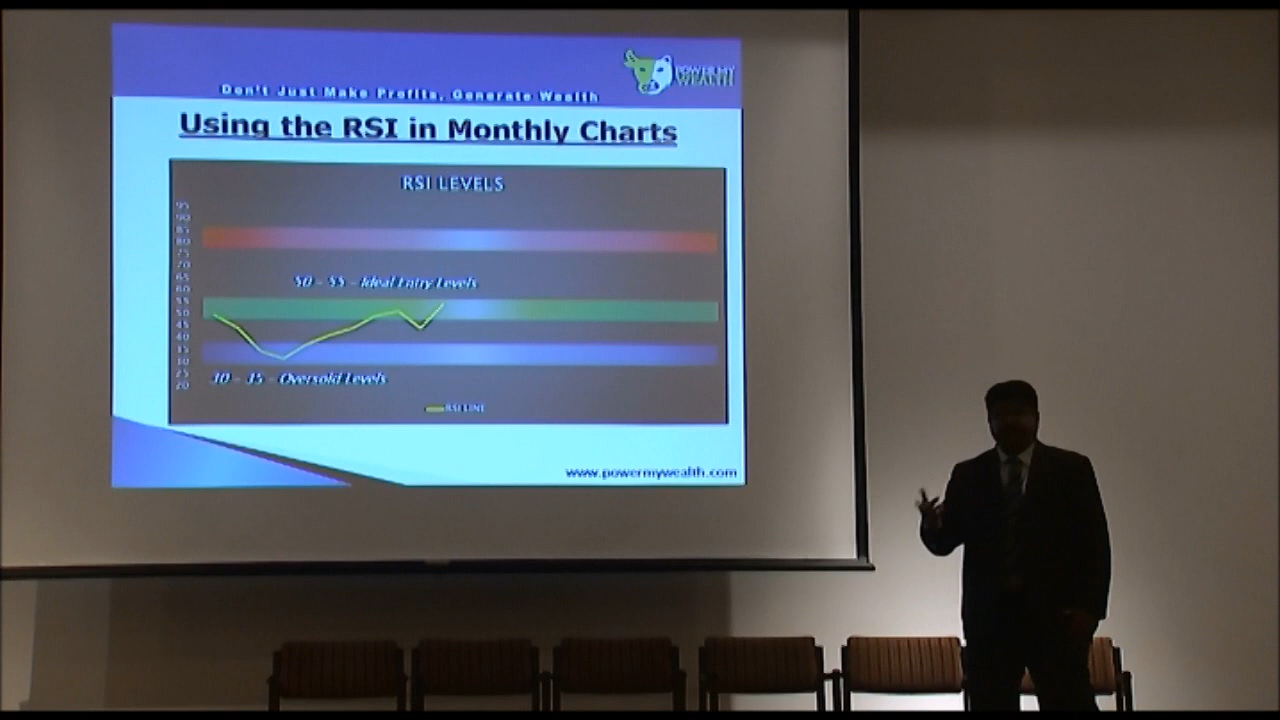 POWER MY
WEALTH
Don't Just Make Profits, Generate Wealth
Using the RSI in Monthly Charts
RSI LEVELS
95
90
85
80
75
70
65
60
50 - 55 - Ideal Entry Levels
55
50
45
40
35
30
25
20
30 - 35 - Oversold Levels
RSI LINE
www.powermywealth.com